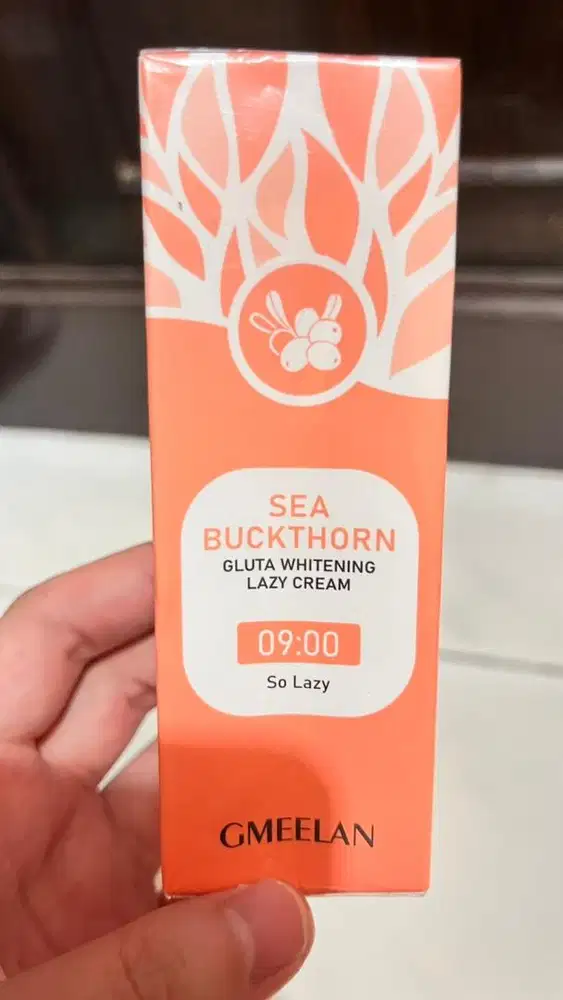 SEA
BUCKTHORN
GLUTA WHITENING
LAZY CREAM
09:00
So Lazy
GMEELAN